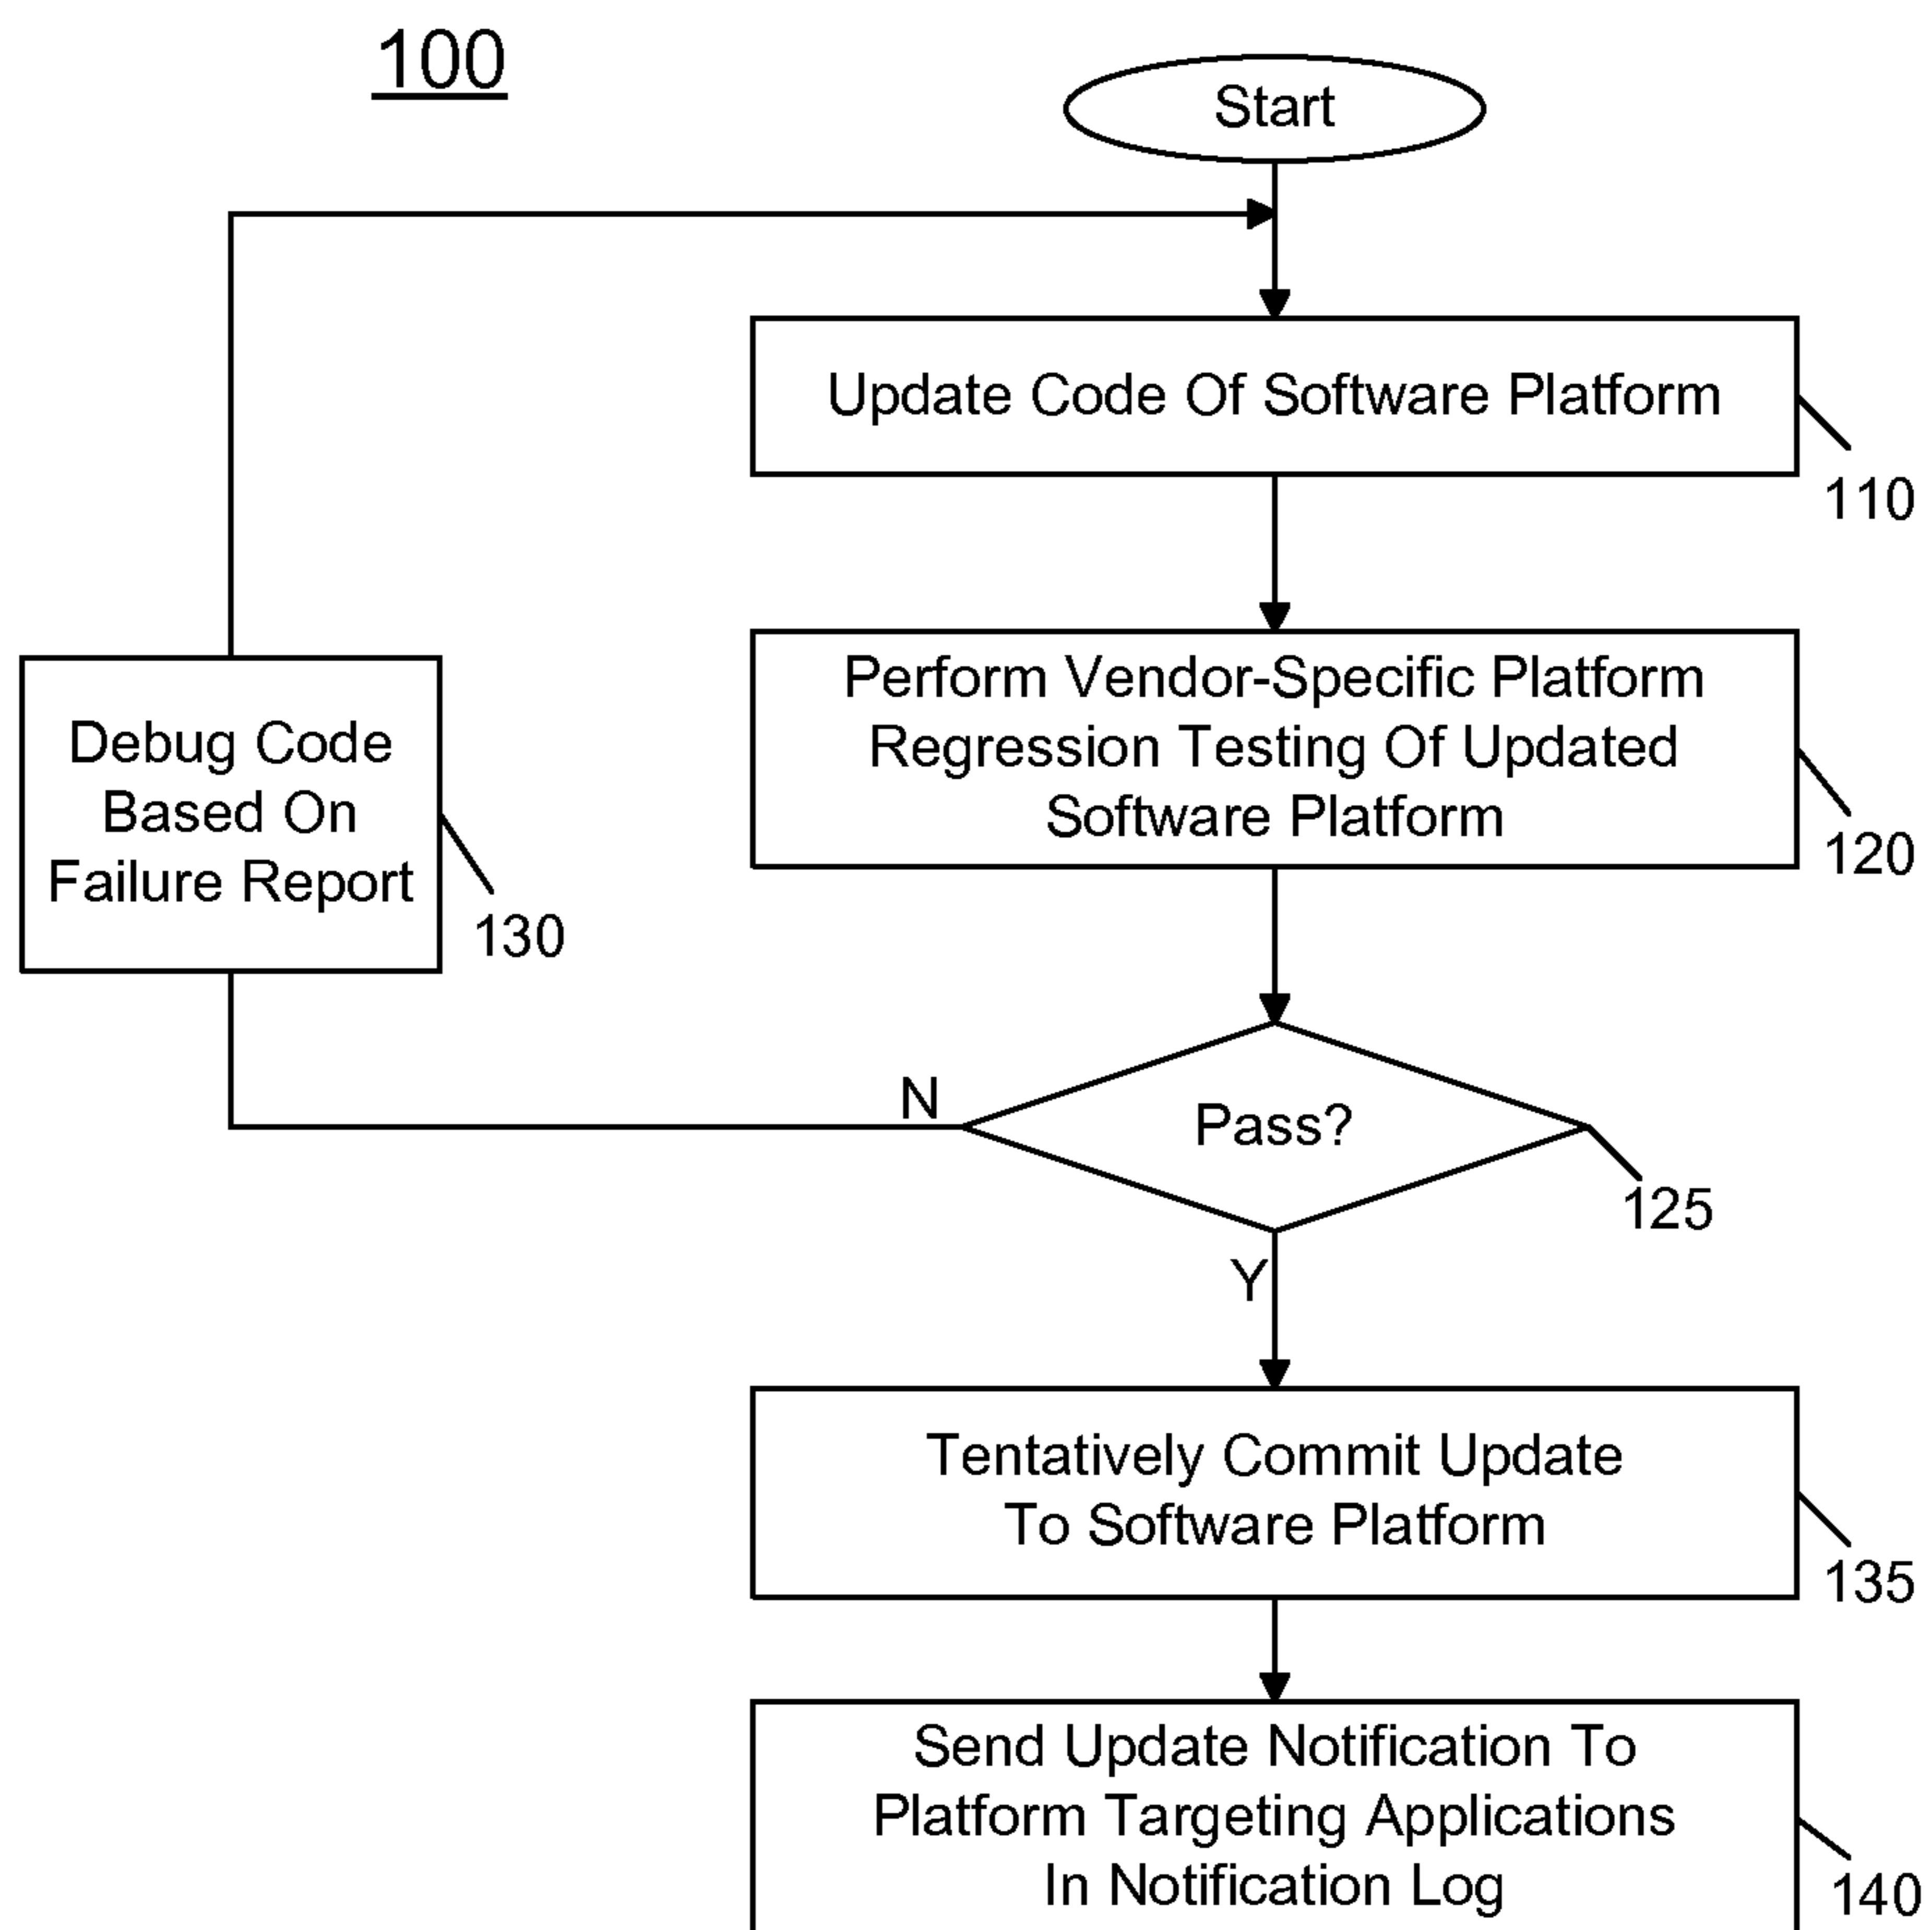 100
Start
Update Code Of Software Platform
110
Perform Vendor-Specific Platform
Regression Testing Of Updated
Software Platform
120
Debug Code
Based On
Failure Report
130
N
Pass?
125
Y
Tentatively Commit Update
To Software Platform
135
Send Update Notification To
Platform Targeting Applications
In Notification Log
140